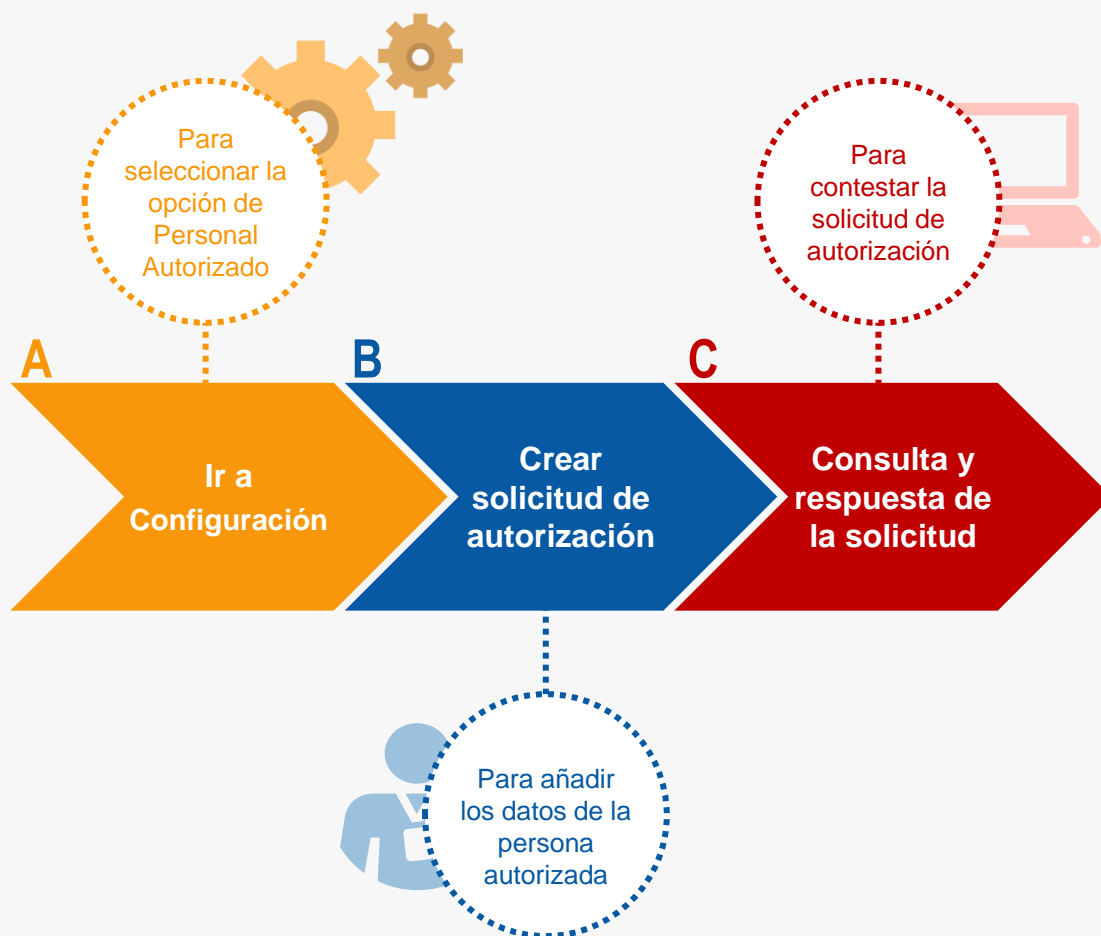 Para
seleccionar la
opción de
Personal
Autorizado
Para
contestar la
solicitud de
autorización
A
B
C
Ir a
Configuración
Crear
solicitud de
autorización
Consulta y
respuesta de
la solicitud
Para añadir
los datos de la
persona
autorizada